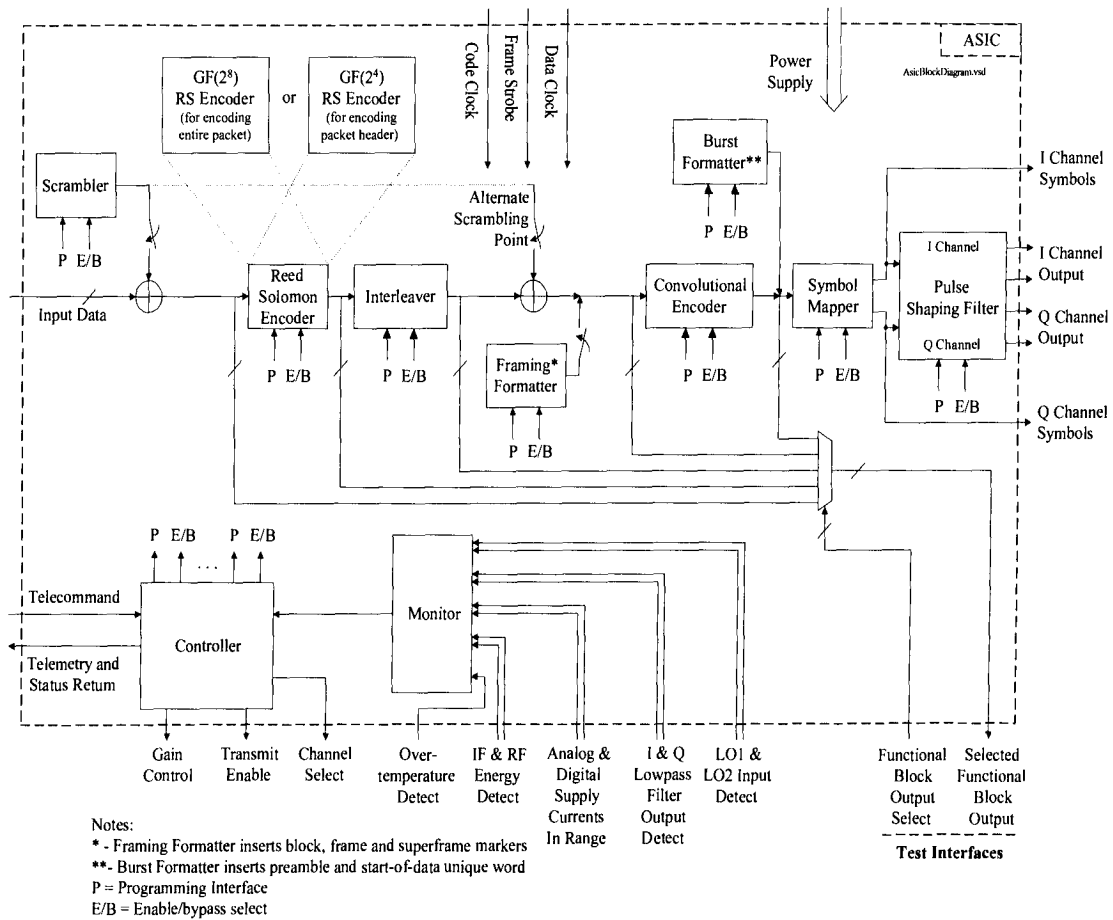 Code Clock
Frame Strobe
Data Clock
Power
Supply
ASIC
AsicBlockDiagram.vsd
GF(2⁸)
RS Encoder
(for encoding
entire packet)
or
GF(2⁴)
RS Encoder
(for encoding
packet header)
Burst
Formatter**
P E/B
Scrambler
P E/B
Alternate
Scrambling
Point
I Channel
Symbols
Input Data
Reed
Solomon
Encoder
P E/B
Interleaver
P E/B
Framing*
Formatter
P E/B
Convolutional
Encoder
P E/B
Symbol
Mapper
P E/B
I Channel
Pulse
Shaping Filter
Q Channel
P E/B
I Channel
Output
Q Channel
Output
Q Channel
Symbols
P E/B ... P E/B
Telecommand
Controller
Telemetry and
Status Return
Monitor
Gain
Control
Transmit
Enable
Channel
Select
Over-
temperature
Detect
IF & RF
Energy
Detect
Analog &
Digital
Supply
Currents
In Range
I & Q
Lowpass
Filter
Output
Detect
LO1 &
LO2 Input
Detect
Functional
Block
Output
Select
Selected
Functional
Block
Output
Test Interfaces
Notes:
* - Framing Formatter inserts block, frame and superframe markers
**- Burst Formatter inserts preamble and start-of-data unique word
P = Programming Interface
E/B = Enable/bypass select